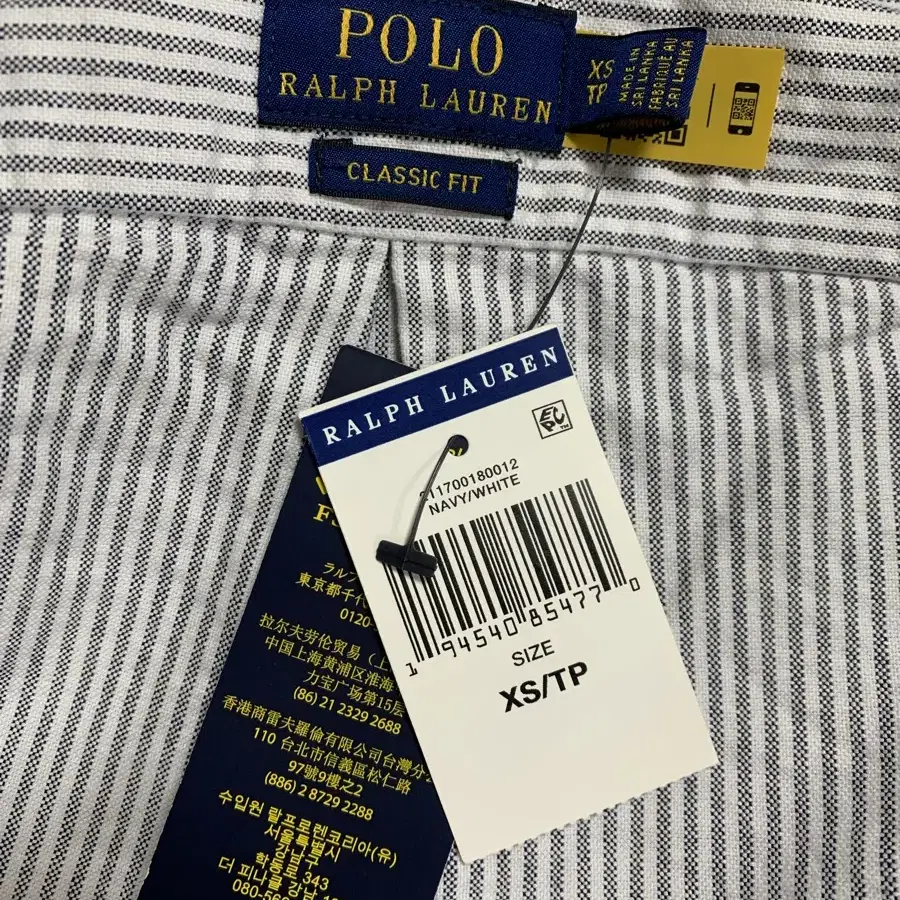 POLO
RALPH LAUREN
XS
TP
MADE IN
SRI LANKA
FABRIQUÉ AU
SRI LANKA
CLASSIC FIT
RALPH LAUREN
EPC
TM
211700180012
NAVY/WHITE
1 94540 85477 0
SIZE
XS/TP
ラルフ
東京都千代
0120-
拉尔夫劳伦贸易（上
中国上海黄浦区淮海
力宝广场第15层
(86) 21 2329 2688
香港商雷夫羅倫有限公司台灣分
110 台北市信義區松仁路
97號9樓之2
(886) 2 8729 2288
수입원 랄프로렌코리아(유)
서울특별시
강남구
학동로 343
더 피나클 강남